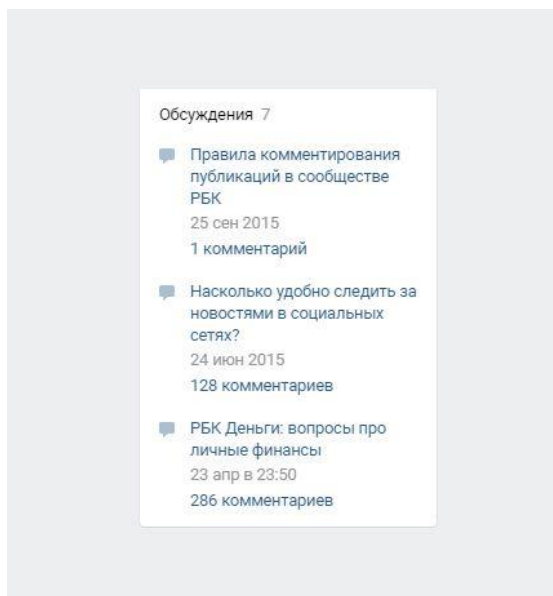 Обсуждения 7
Правила комментирования
публикаций в сообществе
РБК
25 сен 2015
1 комментарий
Насколько удобно следить за
новостями в социальных
сетях?
24 июн 2015
128 комментариев
РБК Деньги: вопросы про
личные финансы
23 апр в 23:50
286 комментариев